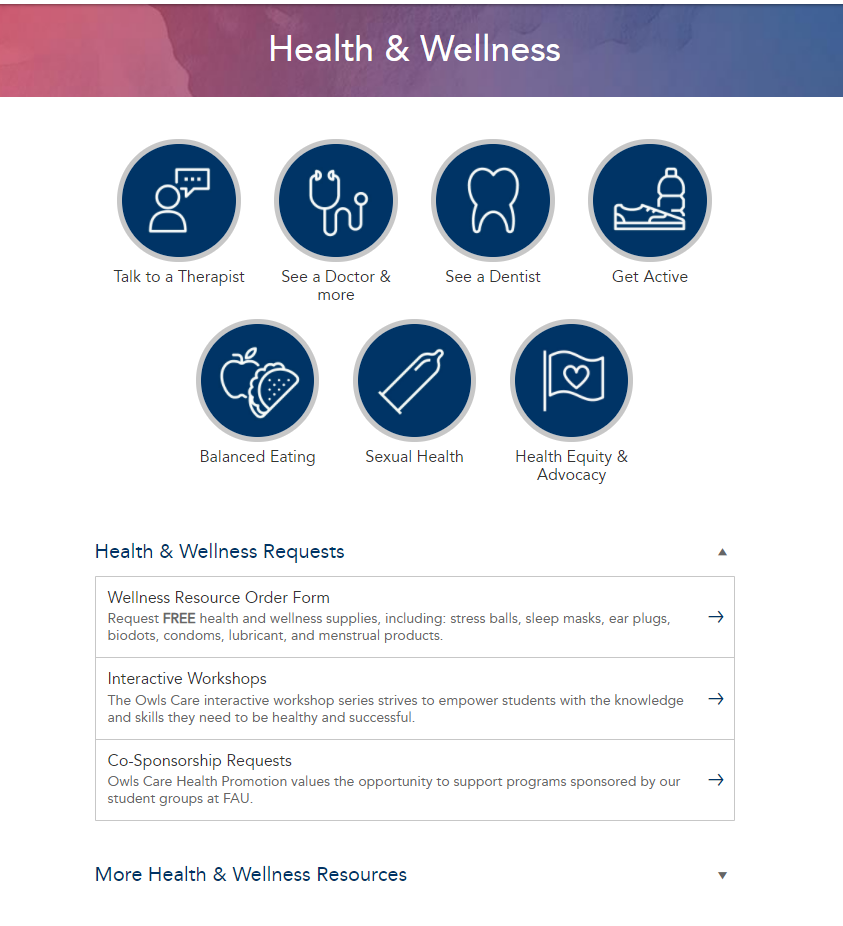 Health & Wellness
Talk to a Therapist
See a Doctor &
more
See a Dentist
Get Active
Balanced Eating
Sexual Health
Health Equity &
Advocacy
Health & Wellness Requests
Wellness Resource Order Form
Request FREE health and wellness supplies, including: stress balls, sleep masks, ear plugs,
biodots, condoms, lubricant, and menstrual products.
Interactive Workshops
The Owls Care interactive workshop series strives to empower students with the knowledge
and skills they need to be healthy and successful.
Co-Sponsorship Requests
Owls Care Health Promotion values the opportunity to support programs sponsored by our
student groups at FAU.
More Health & Wellness Resources